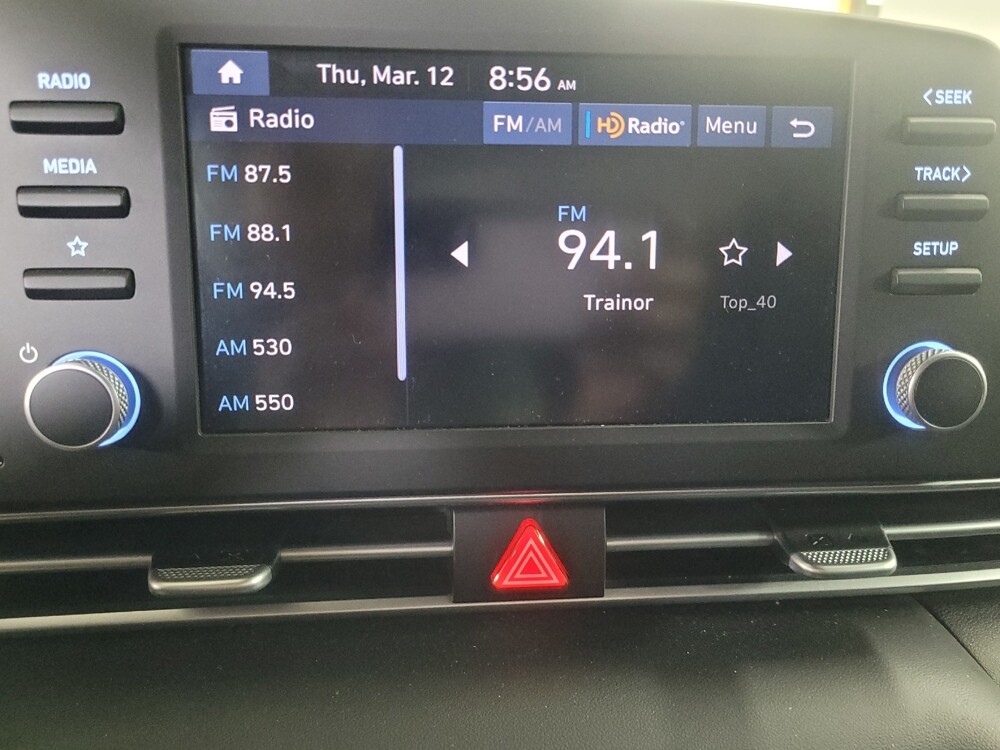 RADIO
MEDIA
Thu, Mar. 12 8:56 AM
Radio FM/AM HD Radio Menu
FM 87.5
FM 88.1
FM 94.5
AM 530
AM 550
FM
94.1
Trainor Top_40
<SEEK
TRACK>
SETUP